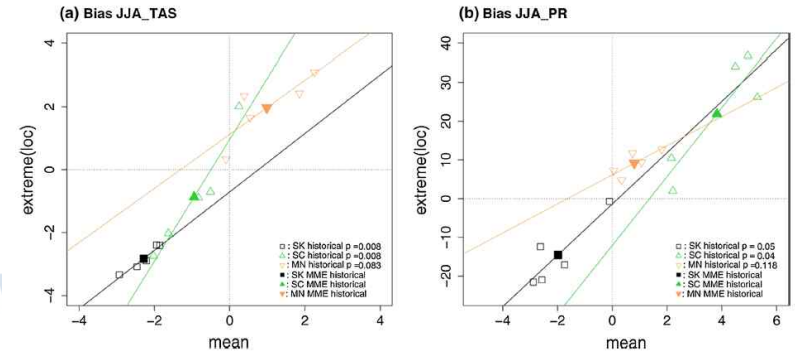 (a) Bias JJA_TAS
extreme(loc)
4
2
0
−2
−4
−4 −2 0 2 4
mean
□: SK historical p =0.008
△: SC historical p =0.008
▽: MN historical p =0.083
■: SK MME historical
▲: SC MME historical
▼: MN MME historical
(b) Bias JJA_PR
extreme(loc)
40
30
20
10
0
−10
−20
−4 −2 0 2 4 6
mean
□: SK historical p =0.05
△: SC historical p =0.04
▽: MN historical p =0.118
■: SK MME historical
▲: SC MME historical
▼: MN MME historical